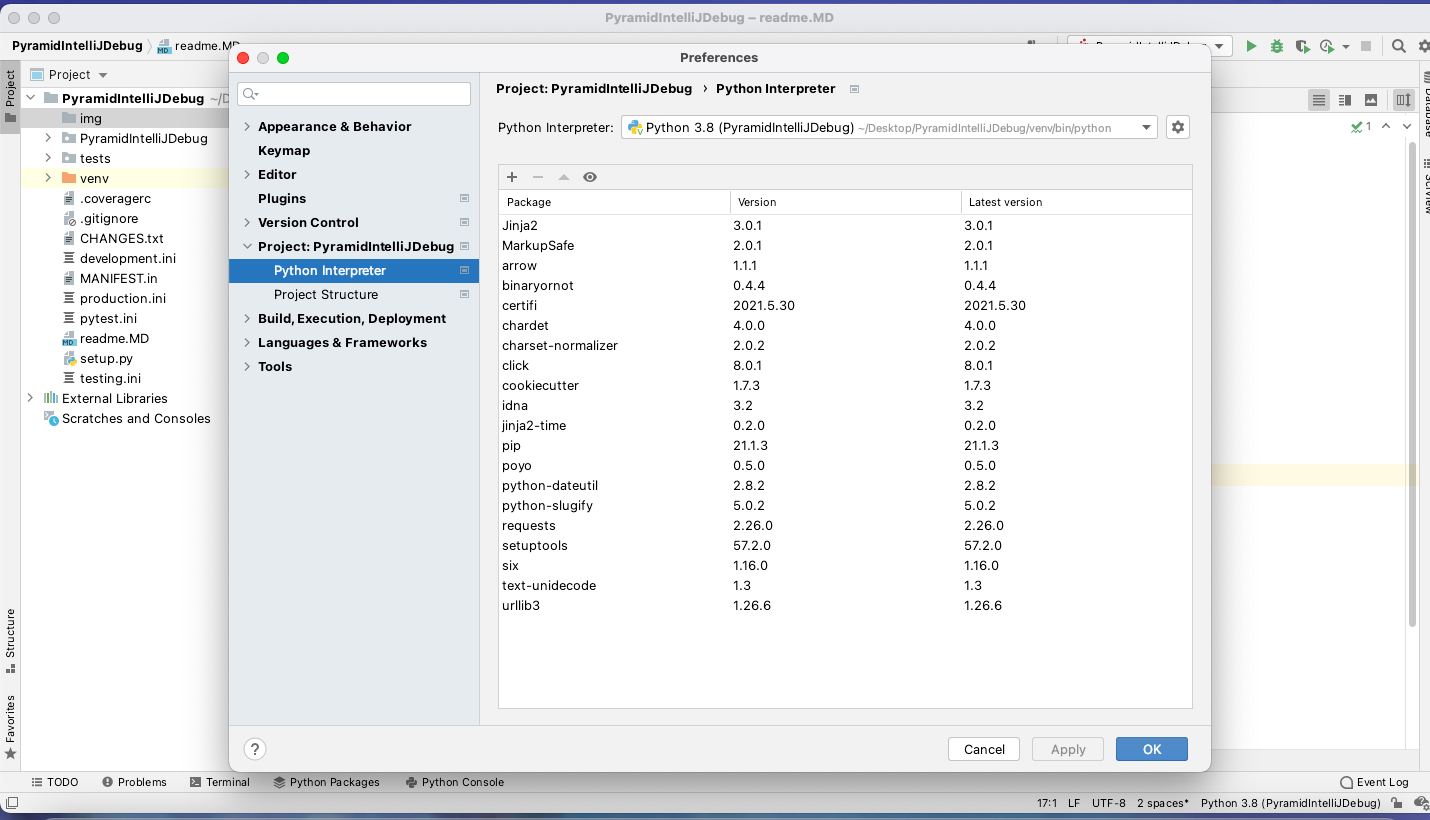 PyramidIntelliJDebug – readme.MD
PyramidIntelliJDebug
readme.MD
Project
Project
PyramidIntelliJDebug
img
PyramidIntelliJDebug
tests
venv
.coveragerc
.gitignore
CHANGES.txt
development.ini
MANIFEST.in
production.ini
pytest.ini
readme.MD
setup.py
testing.ini
External Libraries
Scratches and Consoles
Structure
Favorites
Preferences
Appearance & Behavior
Keymap
Editor
Plugins
Version Control
Project: PyramidIntelliJDebug
Python Interpreter
Project Structure
Build, Execution, Deployment
Languages & Frameworks
Tools
Project: PyramidIntelliJDebug › Python Interpreter
Python Interpreter: Python 3.8 (PyramidIntelliJDebug) ~/Desktop/PyramidIntelliJDebug/venv/bin/python
Package Version Latest version
Jinja2 3.0.1 3.0.1
MarkupSafe 2.0.1 2.0.1
arrow 1.1.1 1.1.1
binaryornot 0.4.4 0.4.4
certifi 2021.5.30 2021.5.30
chardet 4.0.0 4.0.0
charset-normalizer 2.0.2 2.0.2
click 8.0.1 8.0.1
cookiecutter 1.7.3 1.7.3
idna 3.2 3.2
jinja2-time 0.2.0 0.2.0
pip 21.1.3 21.1.3
poyo 0.5.0 0.5.0
python-dateutil 2.8.2 2.8.2
python-slugify 5.0.2 5.0.2
requests 2.26.0 2.26.0
setuptools 57.2.0 57.2.0
six 1.16.0 1.16.0
text-unidecode 1.3 1.3
urllib3 1.26.6 1.26.6
? Cancel Apply OK
1
TODO Problems Terminal Python Packages Python Console Event Log
17:1 LF UTF-8 2 spaces* Python 3.8 (PyramidIntelliJDebug)